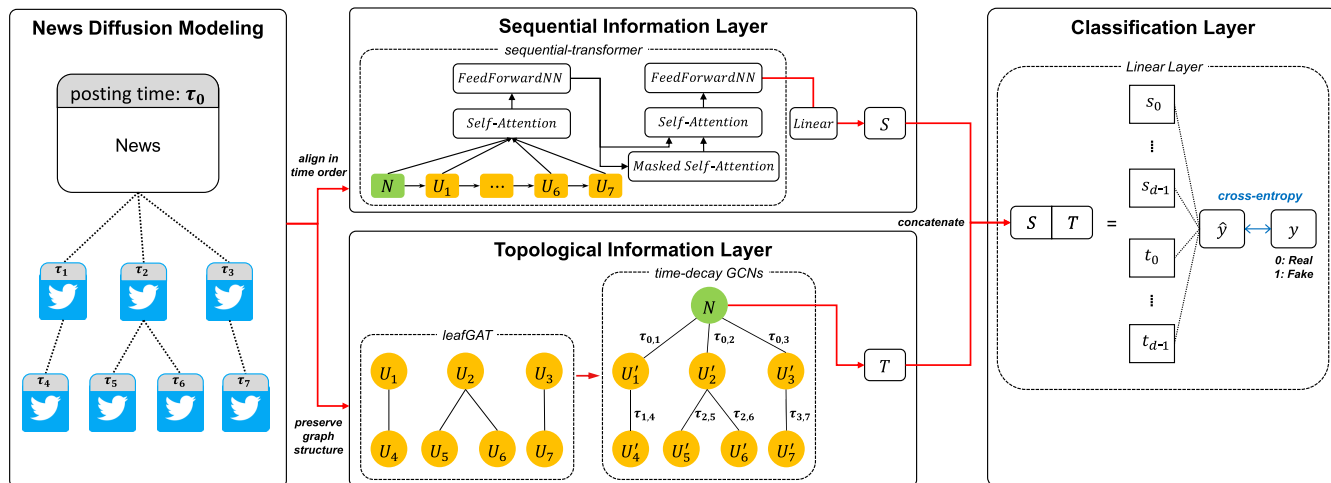 News Diffusion Modeling
posting time: τ0
News
τ1
τ2
τ3
τ4
τ5
τ6
τ7
align in
time order
preserve
graph
structure
Sequential Information Layer
sequential-transformer
FeedForwardNN
FeedForwardNN
Self-Attention
Self-Attention
Masked Self-Attention
N
U1
⋯
U6
U7
Linear
S
concatenate
Topological Information Layer
leafGAT
U1
U2
U3
U4
U5
U6
U7
time-decay GCNs
N
τ0,1
τ0,2
τ0,3
U′1
U′2
U′3
τ1,4
τ2,5
τ2,6
τ3,7
U′4
U′5
U′6
U′7
T
Classification Layer
Linear Layer
S T =
s0
⋮
sd-1
t0
⋮
td-1
cross-entropy
ŷ
y
0: Real
1: Fake